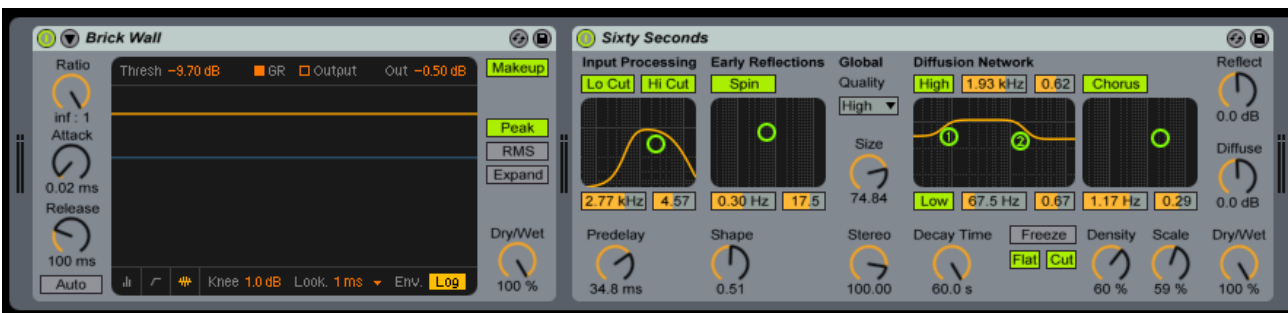 Brick Wall
Ratio
inf : 1
Attack
0.02 ms
Release
100 ms
Auto
Thresh -9.70 dB GR Output Out -0.50 dB
Knee 1.0 dB Look. 1 ms Env. Log
Makeup
Peak
RMS
Expand
Dry/Wet
100 %
Sixty Seconds
Input Processing
Lo Cut Hi Cut
2.77 kHz 4.57
Predelay
34.8 ms
Early Reflections
Spin
0.30 Hz 17.5
Shape
0.51
Global
Quality
High
Size
74.84
Stereo
100.00
Diffusion Network
High 1.93 kHz 0.62 Chorus
1 2
Low 67.5 Hz 0.67 1.17 Hz 0.29
Decay Time
60.0 s
Freeze
Flat Cut
Density
60 %
Scale
59 %
Reflect
0.0 dB
Diffuse
0.0 dB
Dry/Wet
100 %